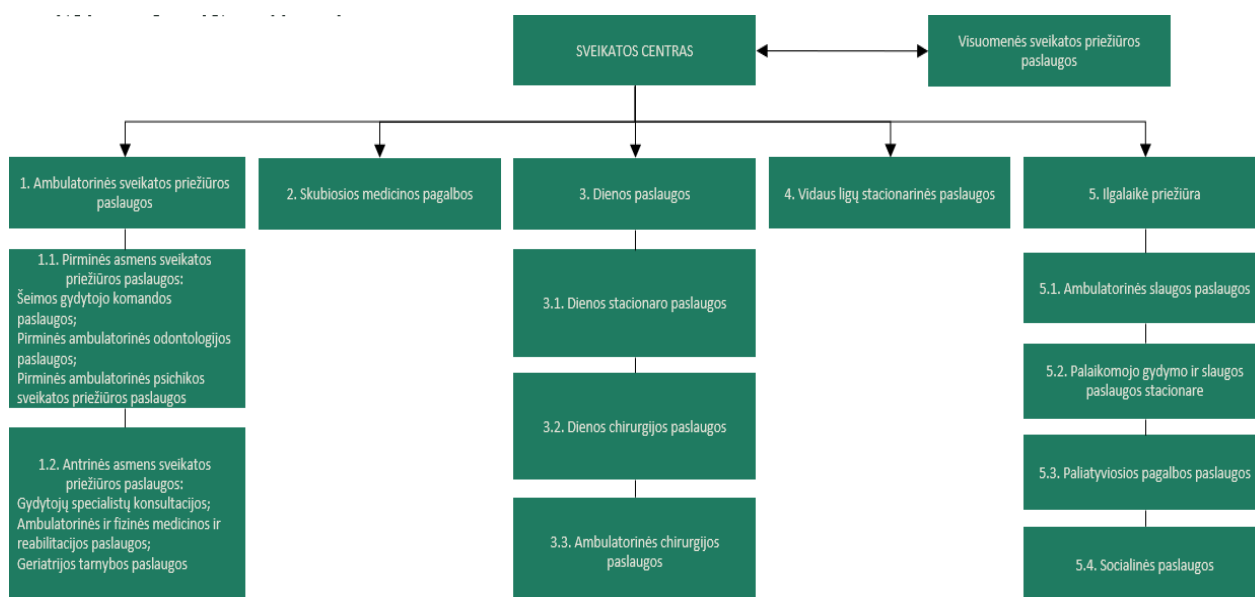 SVEIKATOS CENTRAS
Visuomenės sveikatos priežiūros
paslaugos
1. Ambulatorinės sveikatos priežiūros
paslaugos
2. Skubiosios medicinos pagalbos
3. Dienos paslaugos
4. Vidaus ligų stacionarinės paslaugos
5. Ilgalaikė priežiūra
1.1. Pirminės asmens sveikatos
priežiūros paslaugos:
Šeimos gydytojo komandos
paslaugos;
Pirminės ambulatorinės odontologijos
paslaugos;
Pirminės ambulatorinės psichikos
sveikatos priežiūros paslaugos
1.2. Antrinės asmens sveikatos
priežiūros paslaugos:
Gydytojų specialistų konsultacijos;
Ambulatorinės ir fizinės medicinos ir
reabilitacijos paslaugos;
Geriatrijos tarnybos paslaugos
3.1. Dienos stacionaro paslaugos
3.2. Dienos chirurgijos paslaugos
3.3. Ambulatorinės chirurgijos
paslaugos
5.1. Ambulatorinės slaugos paslaugos
5.2. Palaikomojo gydymo ir slaugos
paslaugos stacionare
5.3. Paliatyviosios pagalbos paslaugos
5.4. Socialinės paslaugos